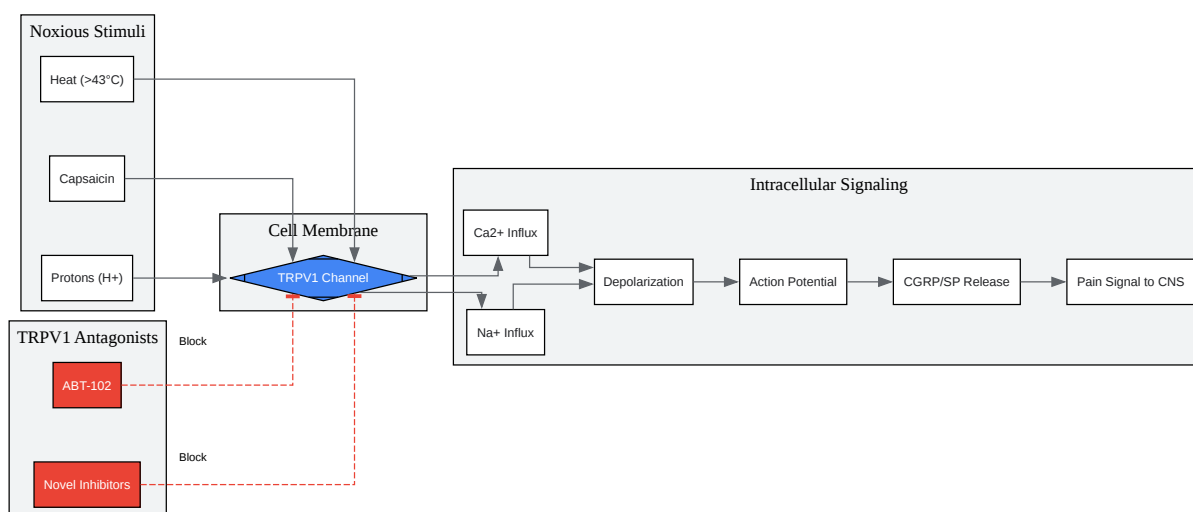 Noxious Stimuli
Heat (>43°C)
Capsaicin
Protons (H+)
Cell Membrane
TRPV1 Channel
TRPV1 Antagonists
ABT-102
Block
Novel Inhibitors
Block
Intracellular Signaling
Ca2+ Influx
Na+ Influx
Depolarization
Action Potential
CGRP/SP Release
Pain Signal to CNS